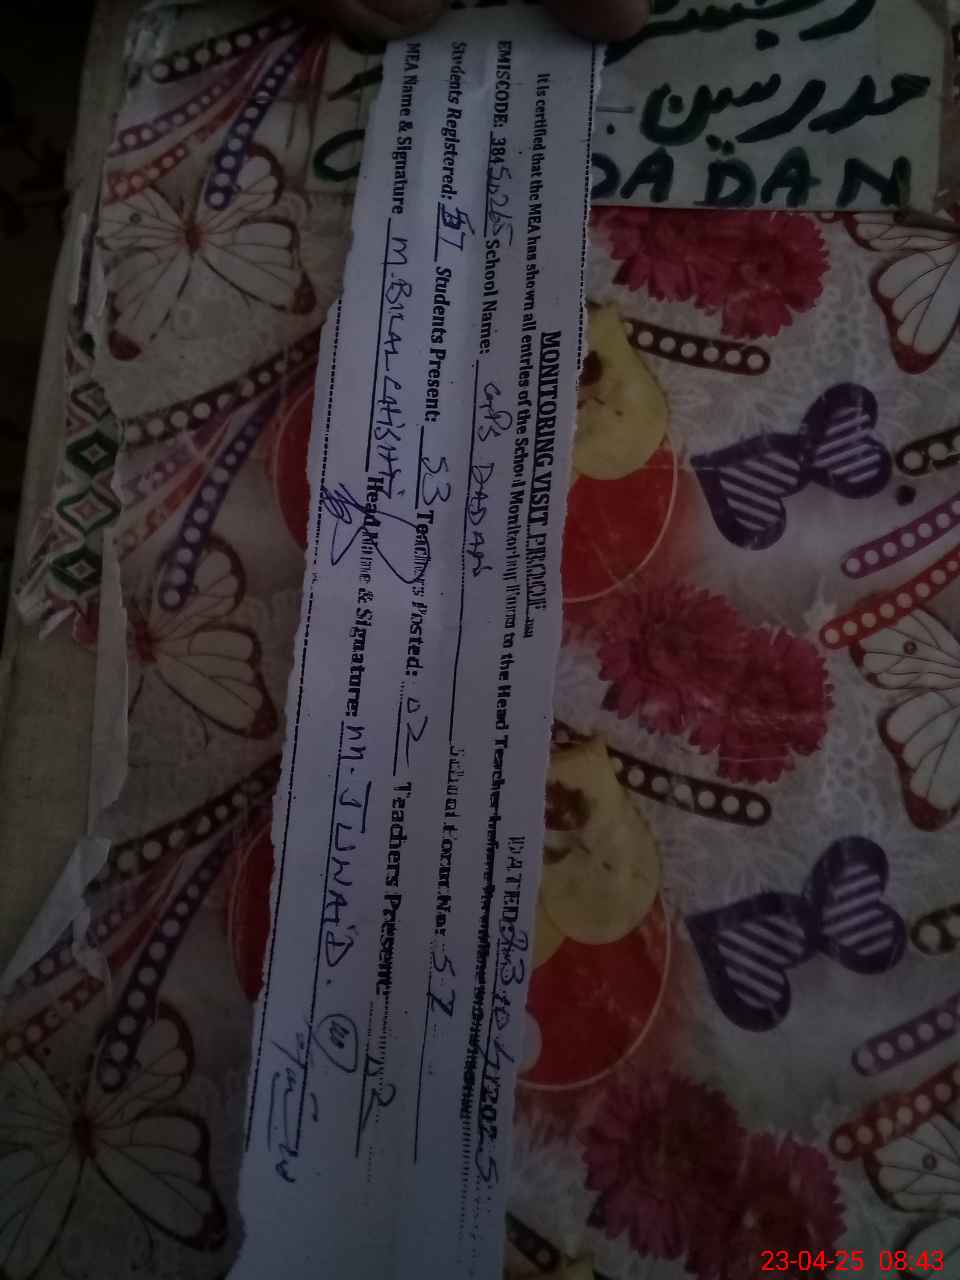 مدرسین
DADAN
MONITORING VISIT PROOF
DATED: 23/04/2025
It is certified that the MEA has shown all entries of the School Monitoring Form to the Head Teacher before
EMISCODE: 38450265 School Name: GPS DADAN School Form No: 57
Students Registered: 57 Students Present: 53 Teachers Posted: 02 Teachers Present: 02
MEA Name & Signature M. BILAL Head Name & Signature: M. JUNAID.
23-04-25 08:43